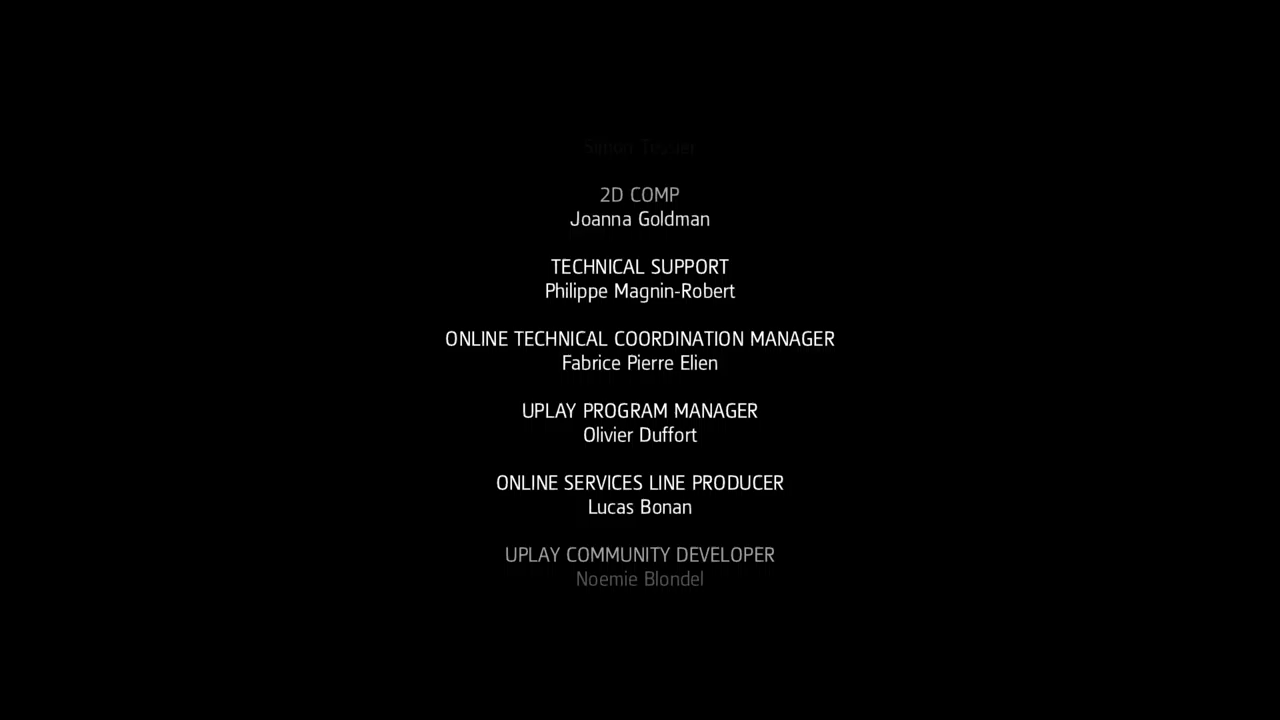 Simon
2D COMP
Joanna Goldman
TECHNICAL SUPPORT
Philippe Magnin-Robert
ONLINE TECHNICAL COORDINATION MANAGER
Fabrice Pierre Elien
UPLAY PROGRAM MANAGER
Olivier Duffort
ONLINE SERVICES LINE PRODUCER
Lucas Bonan
UPLAY COMMUNITY DEVELOPER
Noemie Blondel